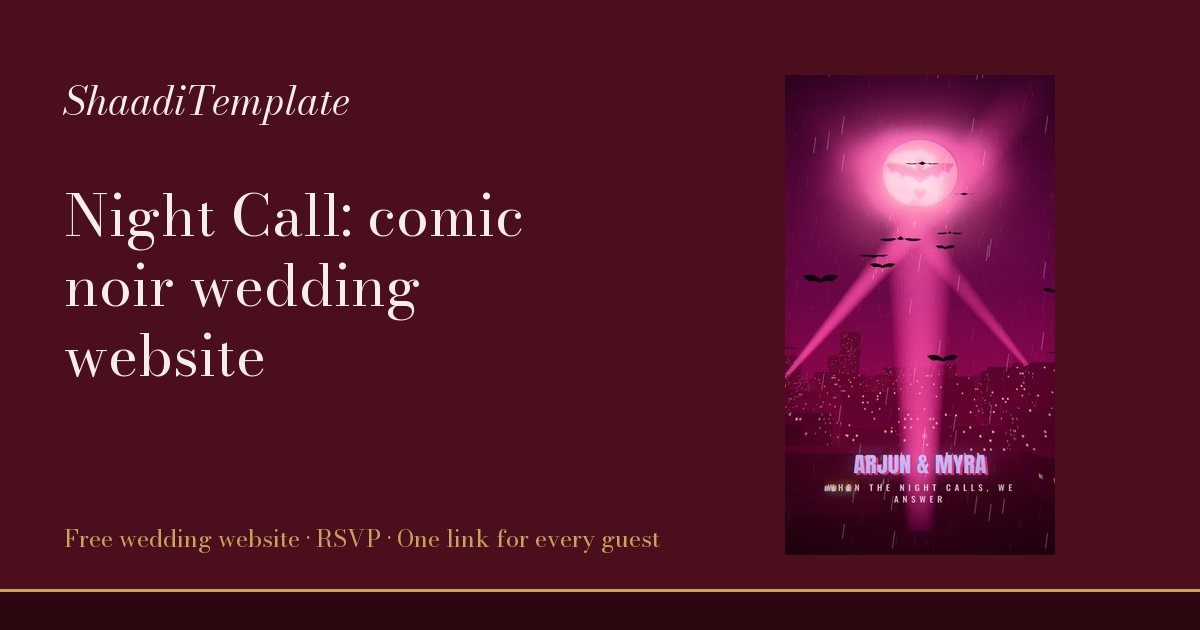 ShaadiTemplate
Night Call: comic
noir wedding
website
Free wedding website · RSVP · One link for every guest
ARJUN & MYRA
WHEN THE NIGHT CALLS, WE
ANSWER